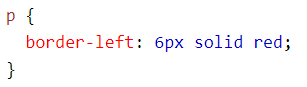 p {
  border-left: 6px solid red;
}